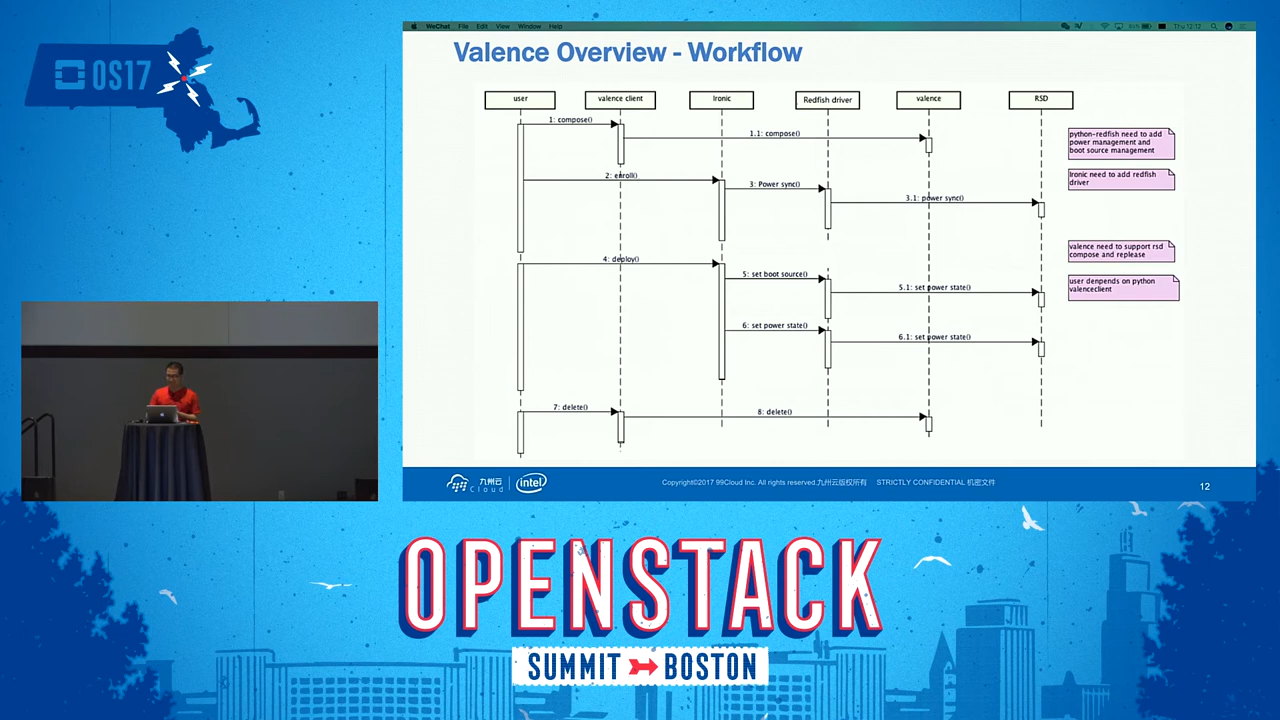 OS17
WeChat File Edit View Window Help
Thu 12:12
Valence Overview - Workflow
user
valence client
Ironic
Redfish driver
valence
RSD
1: compose()
1.1: compose()
python-redfish need to add
power management and
boot source management
2: enroll()
3: Power sync()
Ironic need to add redfish
driver
3.1: power sync()
valence need to support rsd
compose and replease
4: deploy()
5: set boot source()
user denpends on python
valenceclient
5.1: set power state()
6: set power state()
6.1: set power state()
7: delete()
8: delete()
九州云
Cloud
intel
Copyright©2017 99Cloud Inc. All rights reserved.九州云版权所有 STRICTLY CONFIDENTIAL 机密文件
12
OPENSTACK
SUMMIT BOSTON